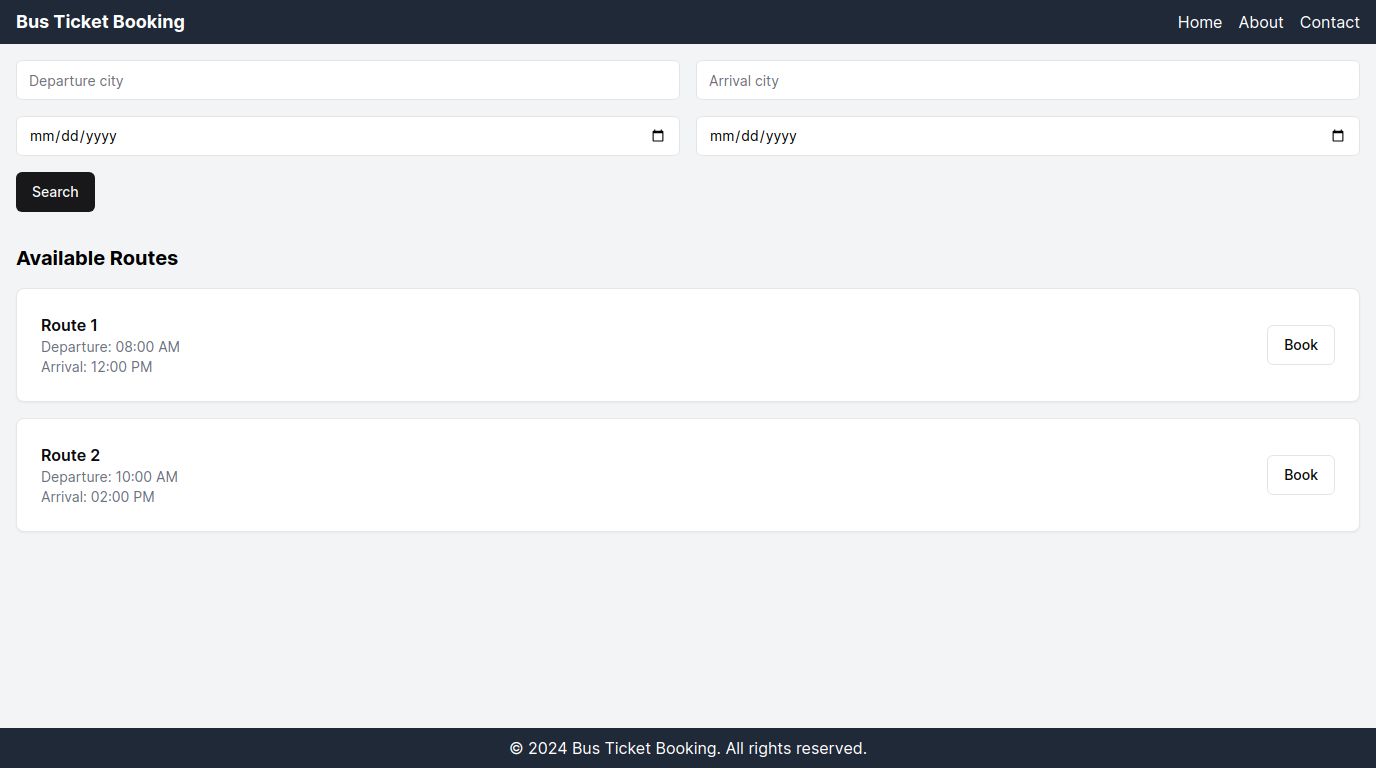 Bus Ticket Booking
Home About Contact
Departure city
Arrival city
mm/dd/yyyy
mm/dd/yyyy
Search
Available Routes
Route 1
Departure: 08:00 AM
Arrival: 12:00 PM
Book
Route 2
Departure: 10:00 AM
Arrival: 02:00 PM
Book
© 2024 Bus Ticket Booking. All rights reserved.